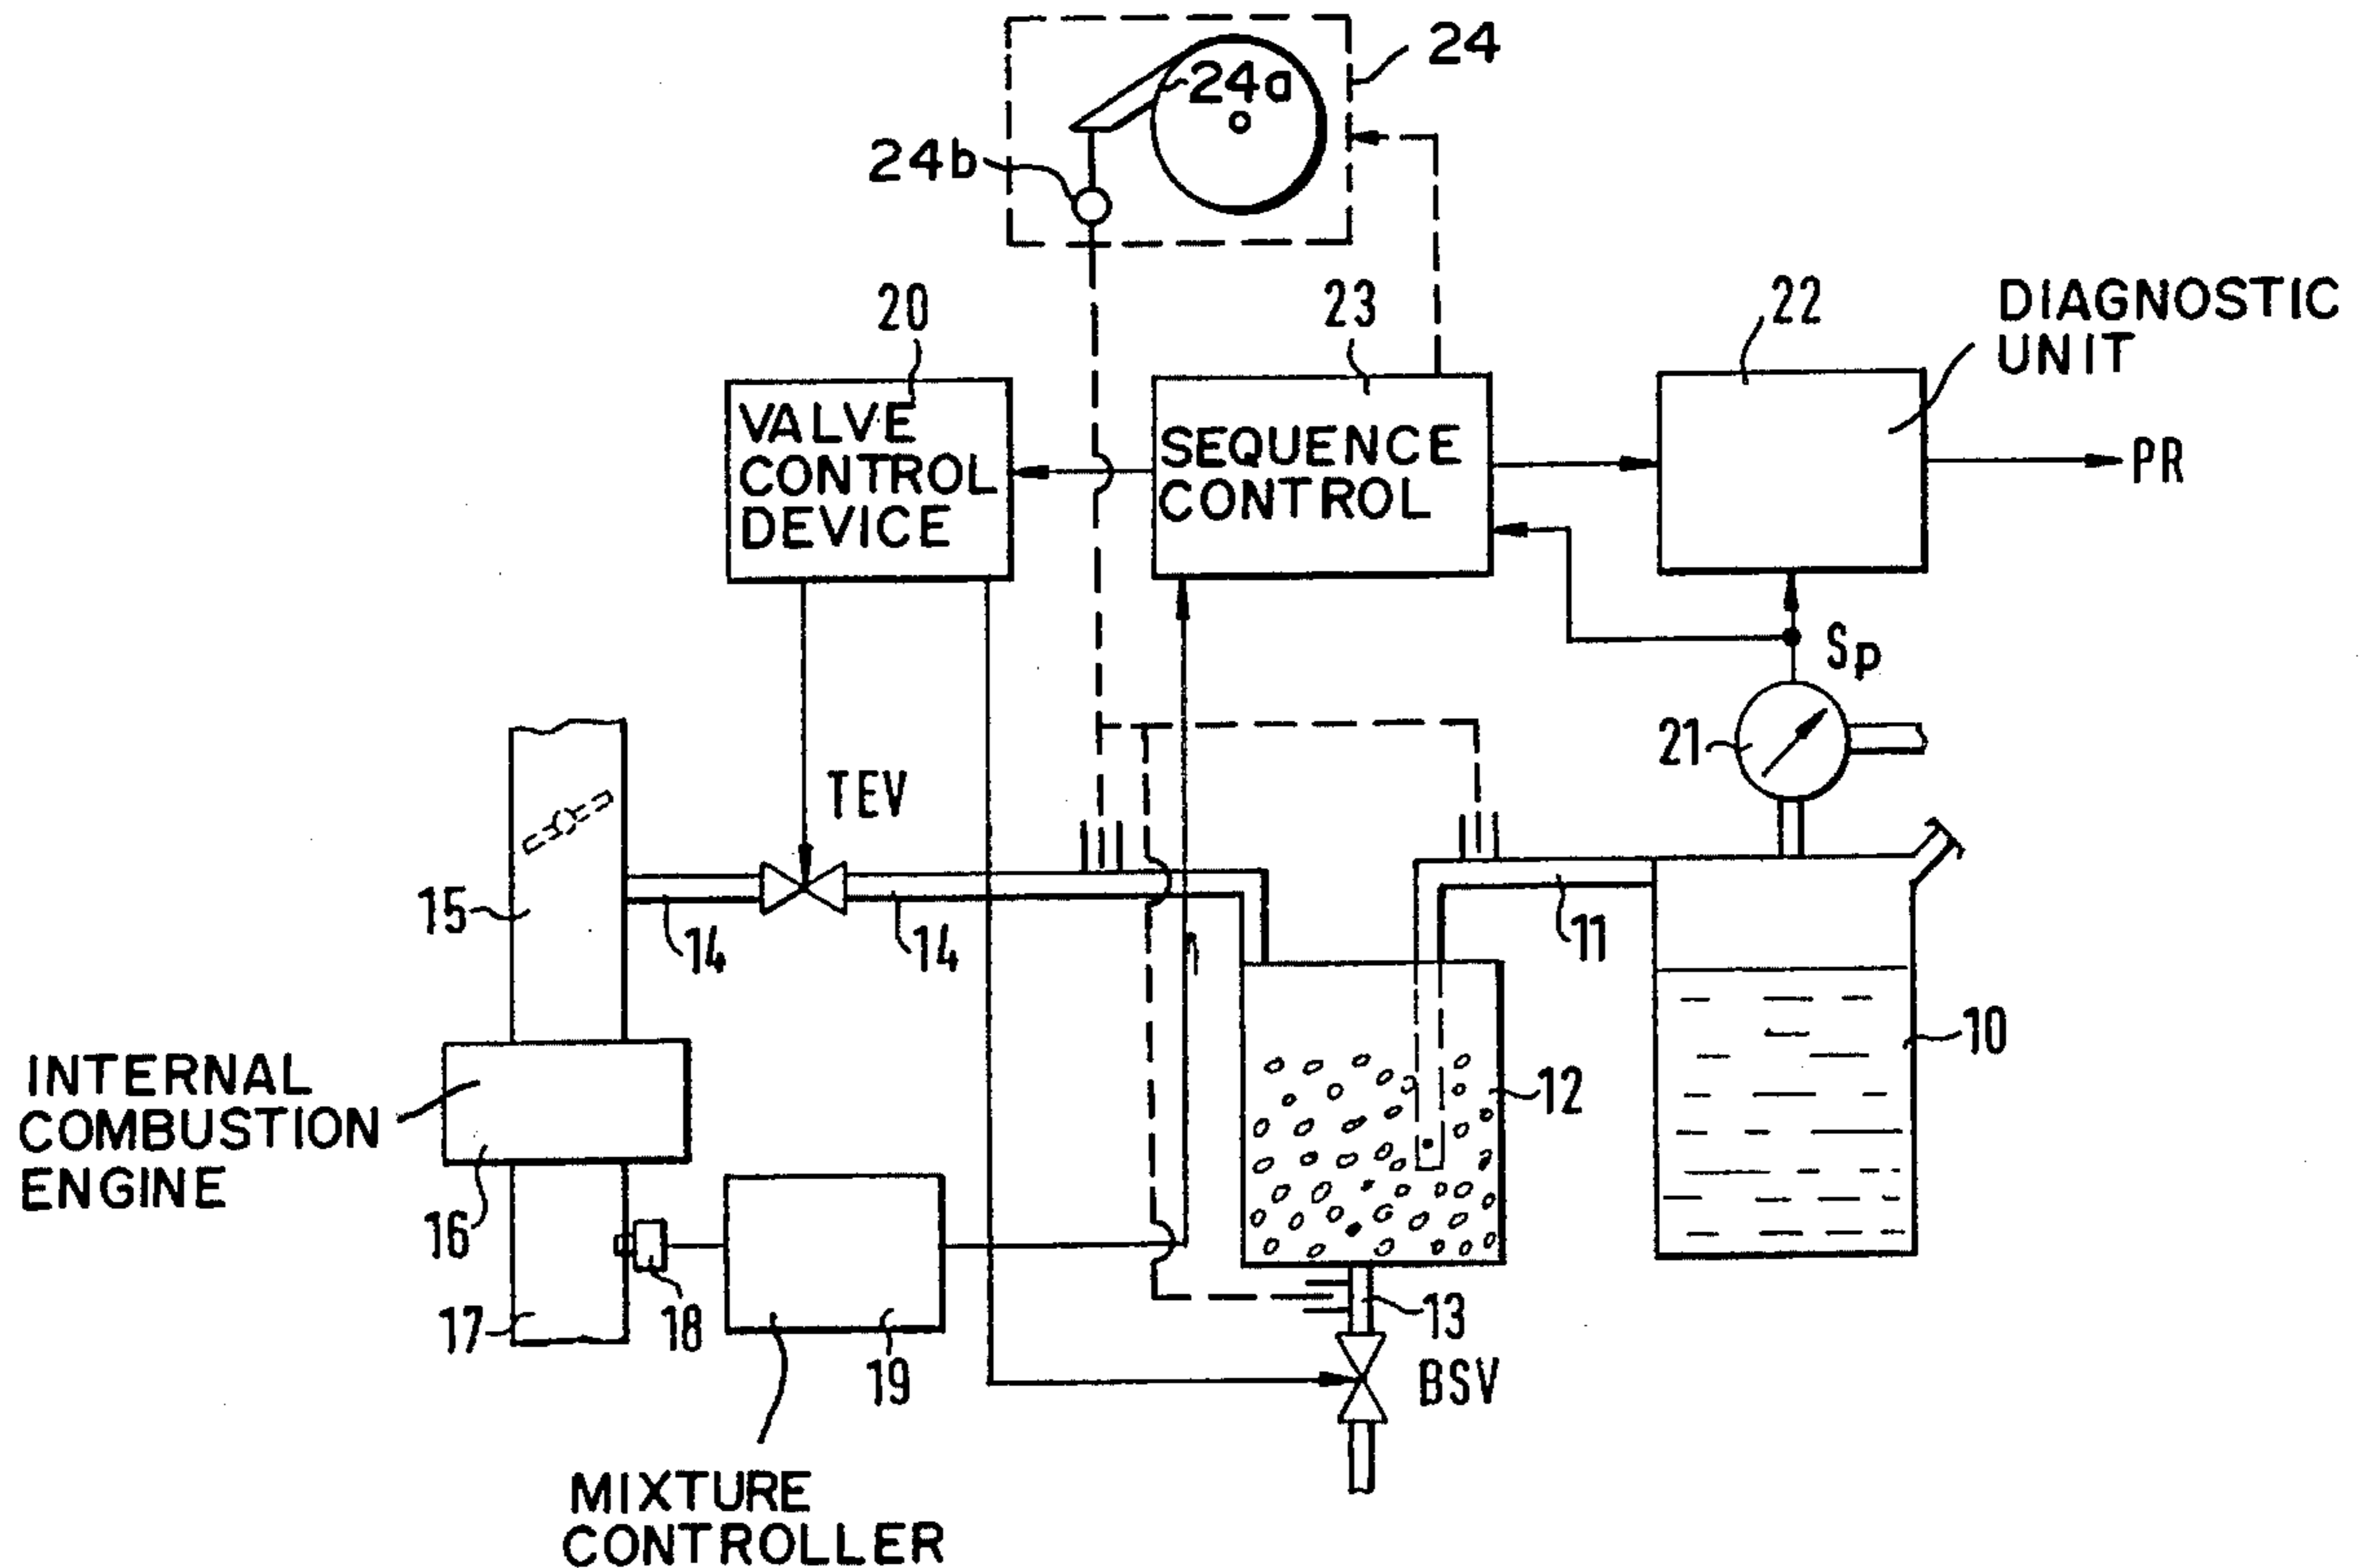 24
24a
24b
20
23
22
DIAGNOSTIC
UNIT
VALVE
CONTROL
DEVICE
SEQUENCE
CONTROL
PR
Sp
21
TEV
15
14
14
11
10
INTERNAL
COMBUSTION
ENGINE
12
16
17
18
19
13
BSV
MIXTURE
CONTROLLER